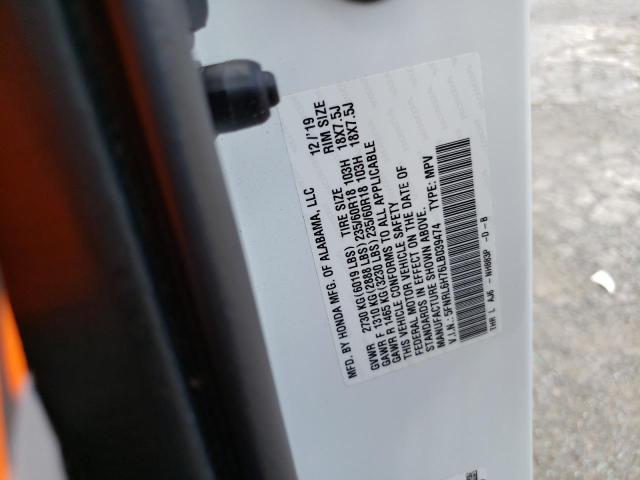 MFD. BY HONDA MFG. OF ALABAMA, LLC 12/'19
TIRE SIZE RIM SIZE
GVWR 2730 KG(6019 LBS)
GAWR F 1310 KG(2888 LBS) 235/60R18 103H 18X7.5J
GAWR R 1465 KG(3230 LBS) 235/60R18 103H 18X7.5J
THIS VEHICLE CONFORMS TO ALL APPLICABLE
FEDERAL MOTOR VEHICLE SAFETY
STANDARDS IN EFFECT ON THE DATE OF
MANUFACTURE SHOWN ABOVE.
V.I.N.: 5FNRL6H76LB039474 TYPE: MPV
THR L AJ6 - NH883P -D-B